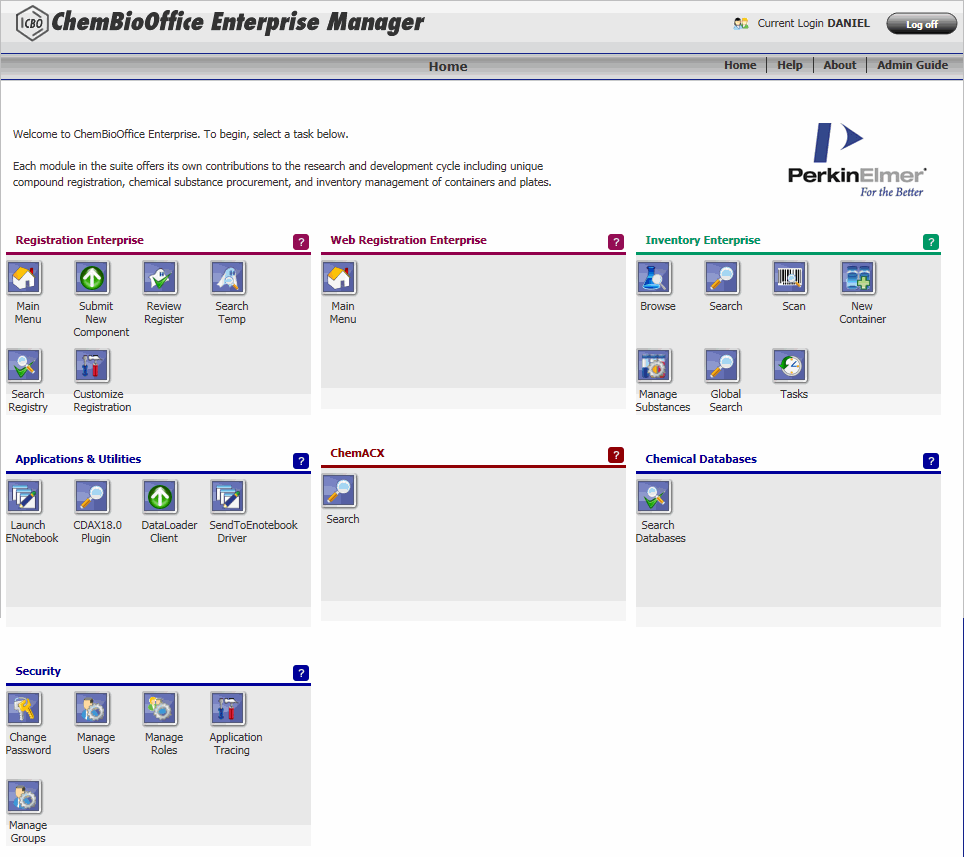 ICBO ChemBioOffice Enterprise Manager
Current Login DANIEL
Log off
Home
Home | Help | About | Admin Guide
Welcome to ChemBioOffice Enterprise. To begin, select a task below.
Each module in the suite offers its own contributions to the research and development cycle including unique
compound registration, chemical substance procurement, and inventory management of containers and plates.
PerkinElmer
For the Better
Registration Enterprise ?
Main
Menu
Submit
New
Component
Review
Register
Search
Temp
Search
Registry
Customize
Registration
Web Registration Enterprise ?
Main
Menu
Inventory Enterprise ?
Browse
Search
Scan
New
Container
Manage
Substances
Global
Search
Tasks
Applications & Utilities ?
Launch
ENotebook
CDAX18.0
Plugin
DataLoader
Client
SendToEnotebook
Driver
ChemACX ?
Search
Chemical Databases ?
Search
Databases
Security ?
Change
Password
Manage
Users
Manage
Roles
Application
Tracing
Manage
Groups